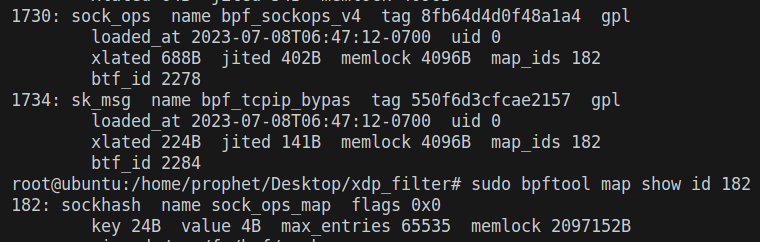 1730: sock_ops  name bpf_sockops_v4  tag 8fb64d4d0f48a1a4  gpl
        loaded_at 2023-07-08T06:47:12-0700  uid 0
        xlated 688B  jited 402B  memlock 4096B  map_ids 182
        btf_id 2278
1734: sk_msg  name bpf_tcpip_bypas  tag 550f6d3cfcae2157  gpl
        loaded_at 2023-07-08T06:47:12-0700  uid 0
        xlated 224B  jited 141B  memlock 4096B  map_ids 182
        btf_id 2284
root@ubuntu:/home/prophet/Desktop/xdp_filter# sudo bpftool map show id 182
182: sockhash  name sock_ops_map  flags 0x0
        key 24B  value 4B  max_entries 65535  memlock 2097152B